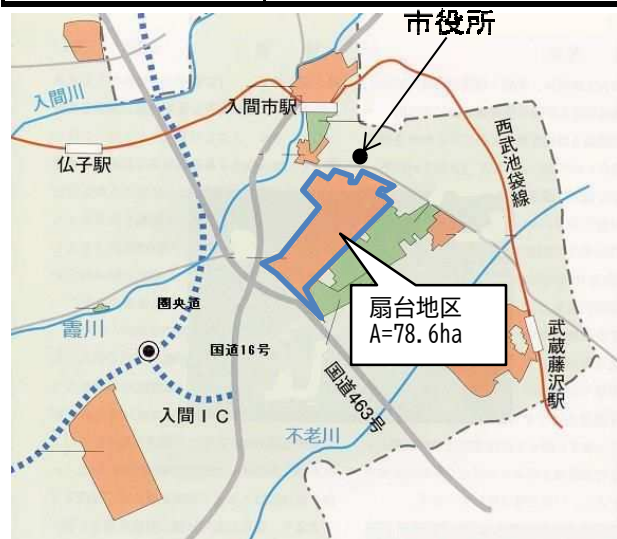 市役所
入間川
入間市駅
仏子駅
西武池袋線
扇台地区
A=78.6ha
圏央道
霞川
国道16号
武蔵藤沢駅
入間IC
国道463号
不老川